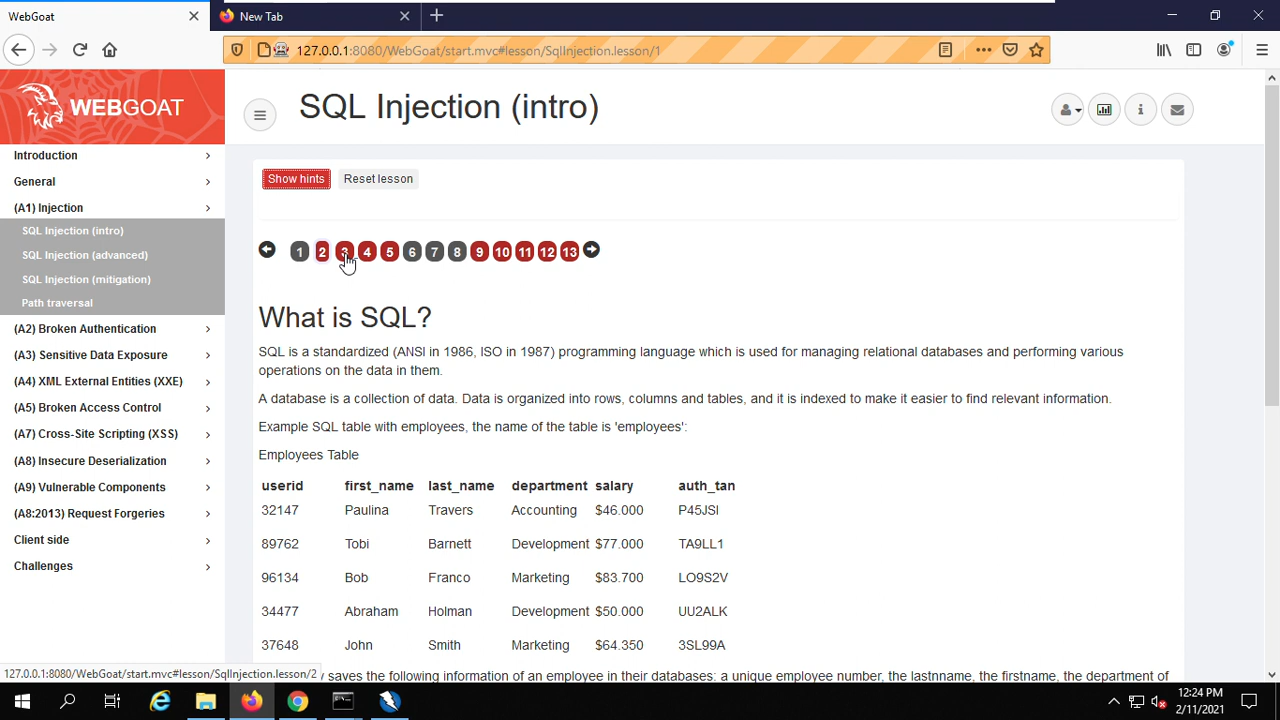 WebGoat
New Tab
127.0.0.1:8080/WebGoat/start.mvc#lesson/SqlInjection.lesson/1
WEBGOAT
SQL Injection (intro)
Introduction
General
(A1) Injection
SQL Injection (intro)
SQL Injection (advanced)
SQL Injection (mitigation)
Path traversal
(A2) Broken Authentication
(A3) Sensitive Data Exposure
(A4) XML External Entities (XXE)
(A5) Broken Access Control
(A7) Cross-Site Scripting (XSS)
(A8) Insecure Deserialization
(A9) Vulnerable Components
(A8:2013) Request Forgeries
Client side
Challenges
Show hints Reset lesson
1 2 3 4 5 6 7 8 9 10 11 12 13
What is SQL?
SQL is a standardized (ANSI in 1986, ISO in 1987) programming language which is used for managing relational databases and performing various
operations on the data in them.
A database is a collection of data. Data is organized into rows, columns and tables, and it is indexed to make it easier to find relevant information.
Example SQL table with employees, the name of the table is 'employees':
Employees Table
userid first_name last_name department salary auth_tan
32147 Paulina Travers Accounting $46.000 P45JSI
89762 Tobi Barnett Development $77.000 TA9LL1
96134 Bob Franco Marketing $83.700 LO9S2V
34477 Abraham Holman Development $50.000 UU2ALK
37648 John Smith Marketing $64.350 3SL99A
saves the following information of an employee in their databases: a unique employee number, the lastname, the firstname, the department of
127.0.0.1:8080/WebGoat/start.mvc#lesson/SqlInjection.lesson/2
12:24 PM
2/11/2021